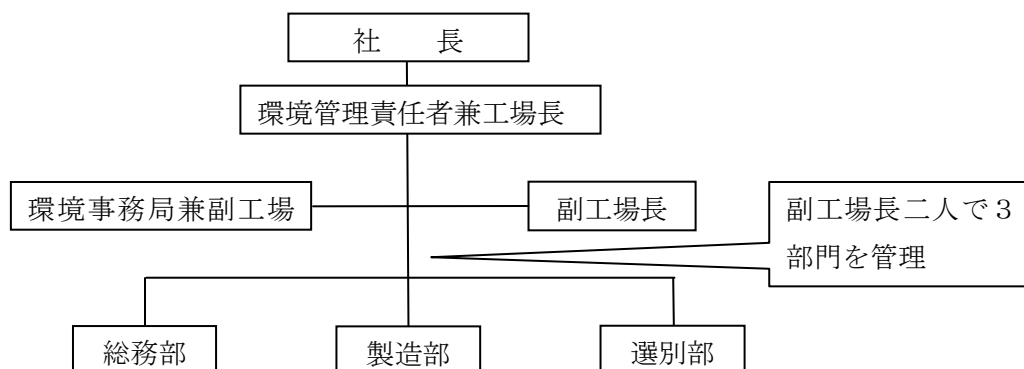 社　　長
環境管理責任者兼工場長
環境事務局兼副工場
副工場長
副工場長二人で３
部門を管理
総務部
製造部
選別部